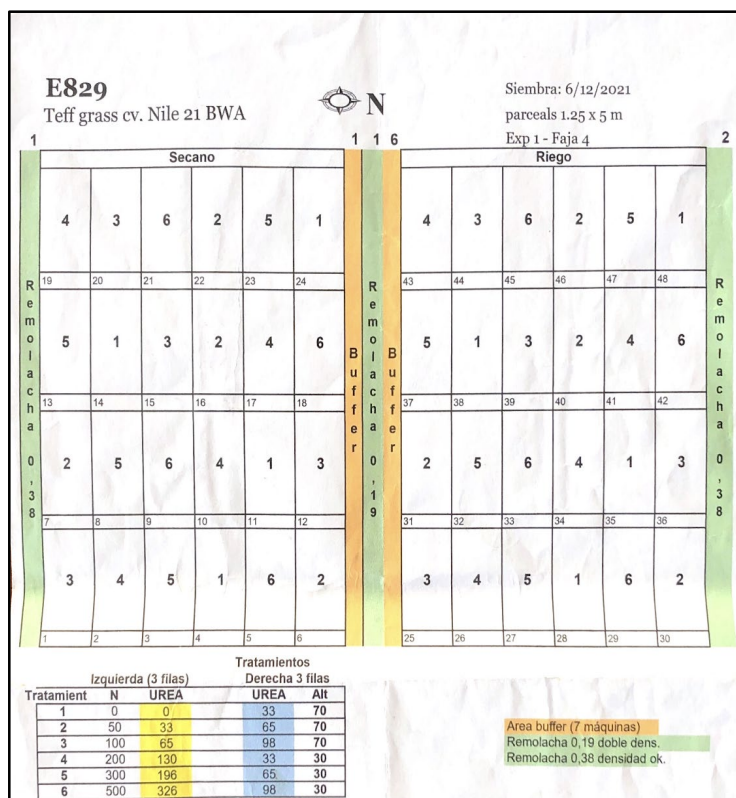 E829
Teff grass cv. Nile 21 BWA
N
Siembra: 6/12/2021
parceals 1.25 x 5 m
Exp 1 - Faja 4
1 1 1 6 2
Secano Riego
4 3 6 2 5 1 4 3 6 2 5 1
19 20 21 22 23 24 43 44 45 46 47 48
5 1 3 2 4 6 5 1 3 2 4 6
13 14 15 16 17 18 37 38 39 40 41 42
2 5 6 4 1 3 2 5 6 4 1 3
7 8 9 10 11 12 31 32 33 34 35 36
3 4 5 1 6 2 3 4 5 1 6 2
1 2 3 4 5 6 25 26 27 28 29 30
Remolacha 0,38
Buffer
Remolacha 0,19
Buffer
Remolacha 0,38
Tratamientos
Izquierda (3 filas) Derecha 3 filas
Tratamient N UREA UREA Alt
1 0 0 33 70
2 50 33 65 70
3 100 65 98 70
4 200 130 33 30
5 300 196 65 30
6 500 326 98 30
Area buffer (7 máquinas)
Remolacha 0,19 doble dens.
Remolacha 0,38 densidad ok.